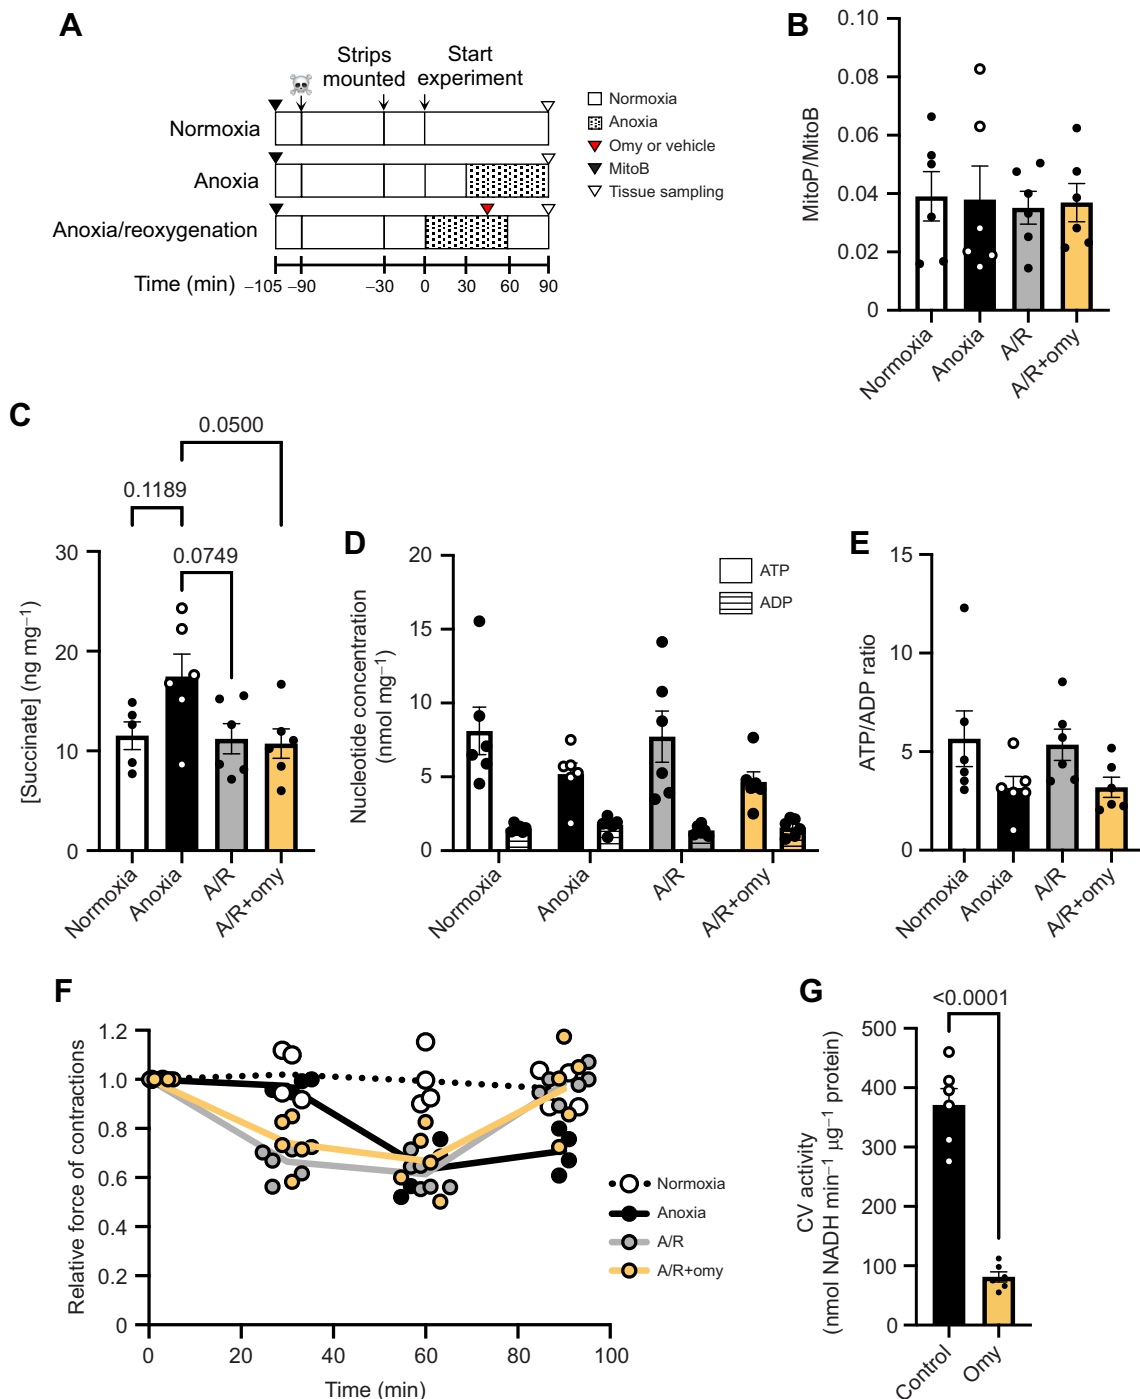 A
Strips
mounted
Start
experiment
Normoxia
Anoxia
Anoxia/reoxygenation
Time (min)
–105 –90 –30 0 30 60 90
Normoxia
Anoxia
Omy or vehicle
MitoB
Tissue sampling
B
MitoP/MitoB
0.10
0.08
0.06
0.04
0.02
0
Normoxia
Anoxia
A/R
A/R+omy
C
0.0500
0.1189
0.0749
[Succinate] (ng mg–1)
30
20
10
0
Normoxia
Anoxia
A/R
A/R+omy
D
Nucleotide concentration
(nmol mg–1)
20
15
10
5
0
ATP
ADP
Normoxia
Anoxia
A/R
A/R+omy
E
ATP/ADP ratio
15
10
5
0
Normoxia
Anoxia
A/R
A/R+omy
F
Relative force of contractions
1.2
1.0
0.8
0.6
0.4
0.2
0
0 20 40 60 80 100
Time (min)
Normoxia
Anoxia
A/R
A/R+omy
G
<0.0001
CV activity
(nmol NADH min–1 μg–1 protein)
500
400
300
200
100
0
Control
Omy